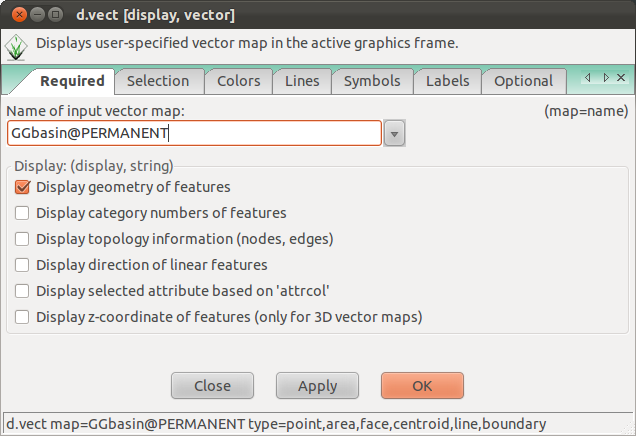 d.vect [display, vector]
Displays user-specified vector map in the active graphics frame.
Required Selection Colors Lines Symbols Labels Optional
Name of input vector map: (map=name)
GGbasin@PERMANENT
Display: (display, string)
Display geometry of features
Display category numbers of features
Display topology information (nodes, edges)
Display direction of linear features
Display selected attribute based on 'attrcol'
Display z-coordinate of features (only for 3D vector maps)
Close Apply OK
d.vect map=GGbasin@PERMANENT type=point,area,face,centroid,line,boundary